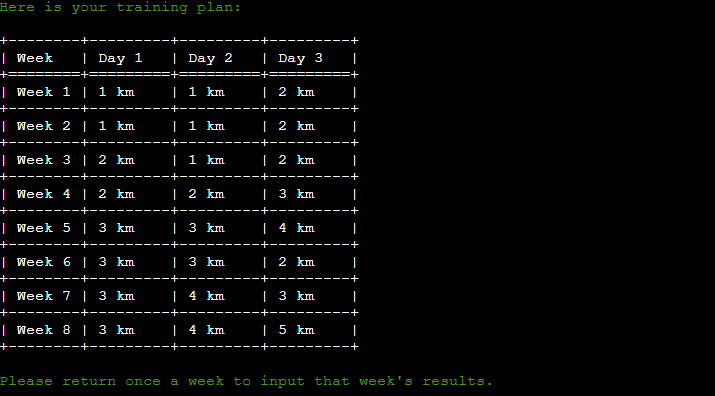 Here is your training plan:
+--------+---------+---------+---------+
| Week   | Day 1   | Day 2   | Day 3   |
+========+=========+=========+=========+
| Week 1 | 1 km    | 1 km    | 2 km    |
+--------+---------+---------+---------+
| Week 2 | 1 km    | 1 km    | 2 km    |
+--------+---------+---------+---------+
| Week 3 | 2 km    | 1 km    | 2 km    |
+--------+---------+---------+---------+
| Week 4 | 2 km    | 2 km    | 3 km    |
+--------+---------+---------+---------+
| Week 5 | 3 km    | 3 km    | 4 km    |
+--------+---------+---------+---------+
| Week 6 | 3 km    | 3 km    | 2 km    |
+--------+---------+---------+---------+
| Week 7 | 3 km    | 4 km    | 3 km    |
+--------+---------+---------+---------+
| Week 8 | 3 km    | 4 km    | 5 km    |
+--------+---------+---------+---------+
Please return once a week to input that week's results.